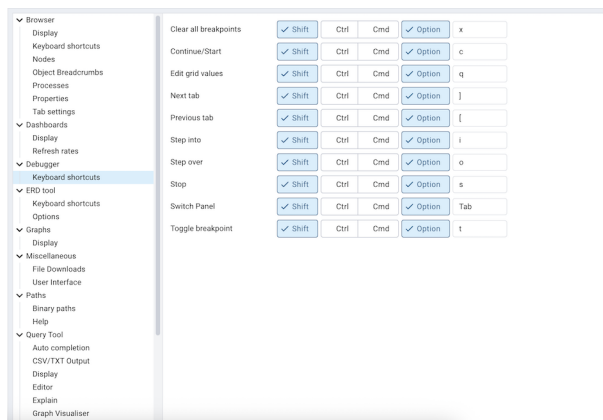 Browser
Display
Keyboard shortcuts
Nodes
Object Breadcrumbs
Processes
Properties
Tab settings
Dashboards
Display
Refresh rates
Debugger
Keyboard shortcuts
ERD tool
Keyboard shortcuts
Options
Graphs
Display
Miscellaneous
File Downloads
User Interface
Paths
Binary paths
Help
Query Tool
Auto completion
CSV/TXT Output
Display
Editor
Explain
Graph Visualiser
Clear all breakpoints Shift Ctrl Cmd Option x
Continue/Start Shift Ctrl Cmd Option c
Edit grid values Shift Ctrl Cmd Option q
Next tab Shift Ctrl Cmd Option ]
Previous tab Shift Ctrl Cmd Option [
Step into Shift Ctrl Cmd Option i
Step over Shift Ctrl Cmd Option o
Stop Shift Ctrl Cmd Option s
Switch Panel Shift Ctrl Cmd Option Tab
Toggle breakpoint Shift Ctrl Cmd Option t